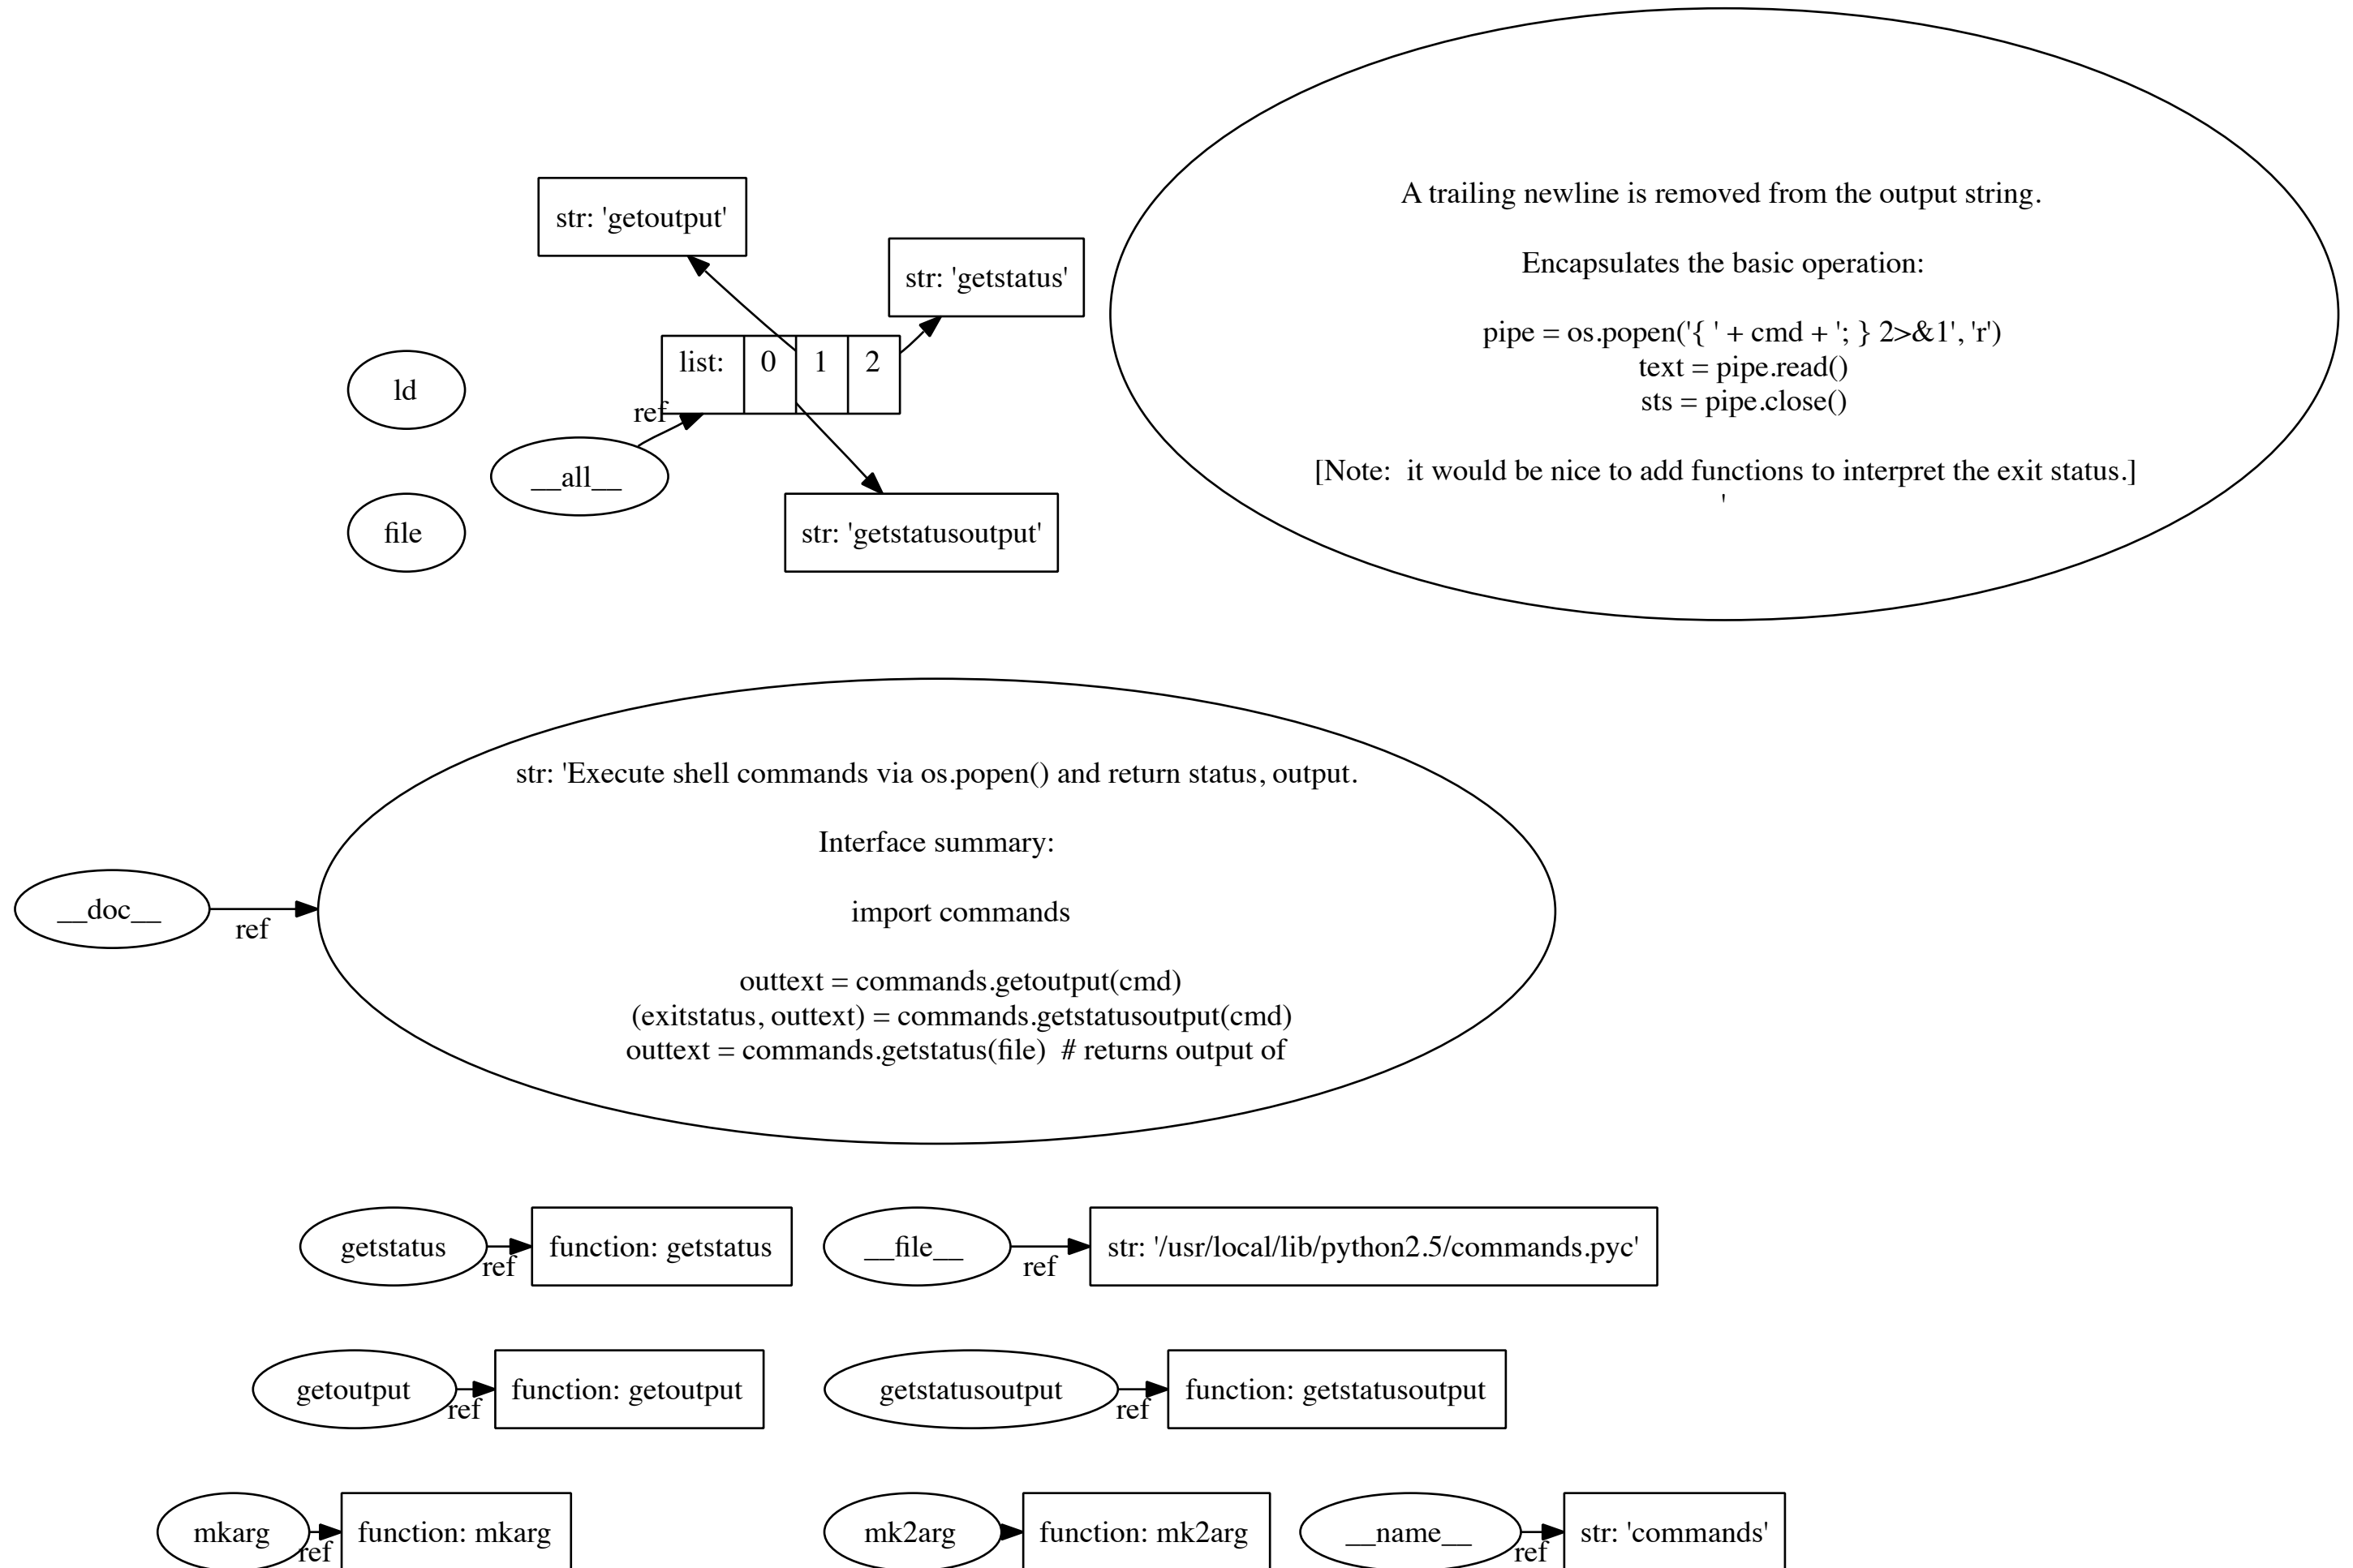 A trailing newline is removed from the output string.
Encapsulates the basic operation:
pipe = os.popen('{ ' + cmd + '; } 2>&1', 'r')
text = pipe.read()
sts = pipe.close()
[Note:  it would be nice to add functions to interpret the exit status.]
'
str: 'getoutput'
str: 'getstatus'
list: 0 1 2
ld
ref
__all__
file
str: 'getstatusoutput'
str: 'Execute shell commands via os.popen() and return status, output.
Interface summary:
import commands
outtext = commands.getoutput(cmd)
(exitstatus, outtext) = commands.getstatusoutput(cmd)
outtext = commands.getstatus(file)  # returns output of
__doc__
ref
getstatus
ref
function: getstatus
__file__
ref
str: '/usr/local/lib/python2.5/commands.pyc'
getoutput
ref
function: getoutput
getstatusoutput
ref
function: getstatusoutput
mkarg
ref
function: mkarg
mk2arg
function: mk2arg
__name__
ref
str: 'commands'